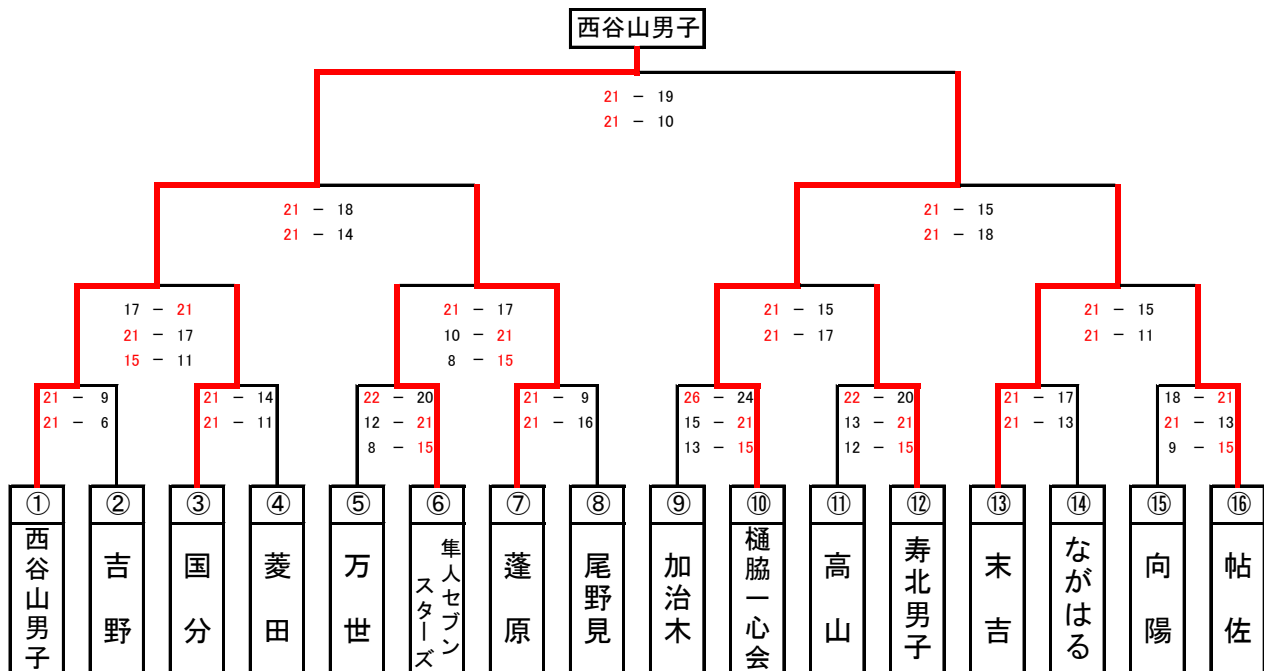 西谷山男子
21 － 19
21 － 10
21 － 18
21 － 15
21 － 14
21 － 18
17 － 21
21 － 17
21 － 15
21 － 15
21 － 17
10 － 21
21 － 17
21 － 11
15 － 11
8 － 15
21 － 9
21 － 14
22 － 20
21 － 9
26 － 24
22 － 20
21 － 17
18 － 21
21 － 6
21 － 11
12 － 21
21 － 16
15 － 21
13 － 21
21 － 13
21 － 13
8 － 15
13 － 15
12 － 15
9 － 15
① ② ③ ④ ⑤ ⑥ ⑦ ⑧ ⑨ ⑩ ⑪ ⑫ ⑬ ⑭ ⑮ ⑯
西谷山男子
吉野
国分
菱田
万世
隼人セブン
スターズ
蓬原
尾野見
加治木
樋脇一心会
高山
寿北男子
末吉
ながはる
向陽
帖佐